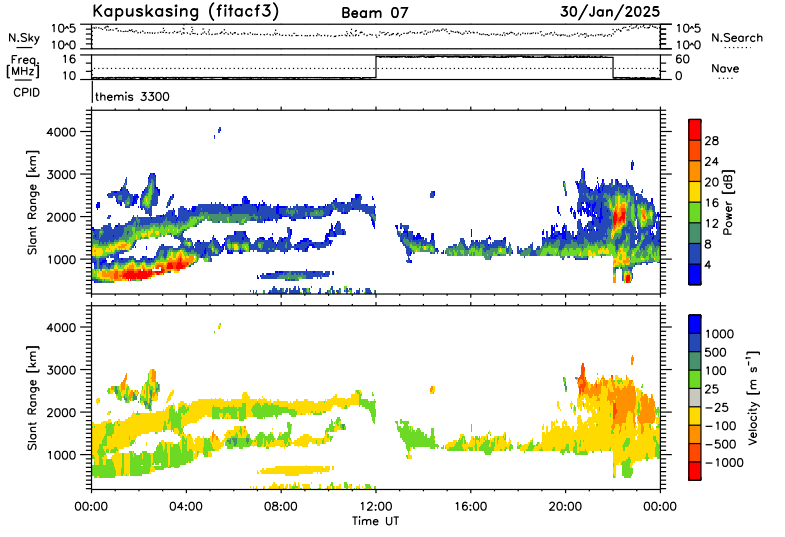 Kapuskasing (fitacf3) Beam 07 30/Jan/2025
N.Sky 10^5 10^5 N.Search
10^0 10^0
Freq. 16 60 Nave
[MHz] 10 0
CPID themis 3300
Slant Range [km]
4000
3000
2000
1000
Power [dB]
28
24
20
16
12
8
4
Slant Range [km]
4000
3000
2000
1000
Velocity [m s⁻¹]
1000
500
100
25
−25
−100
−500
−1000
00:00 04:00 08:00 12:00 16:00 20:00 00:00
Time UT